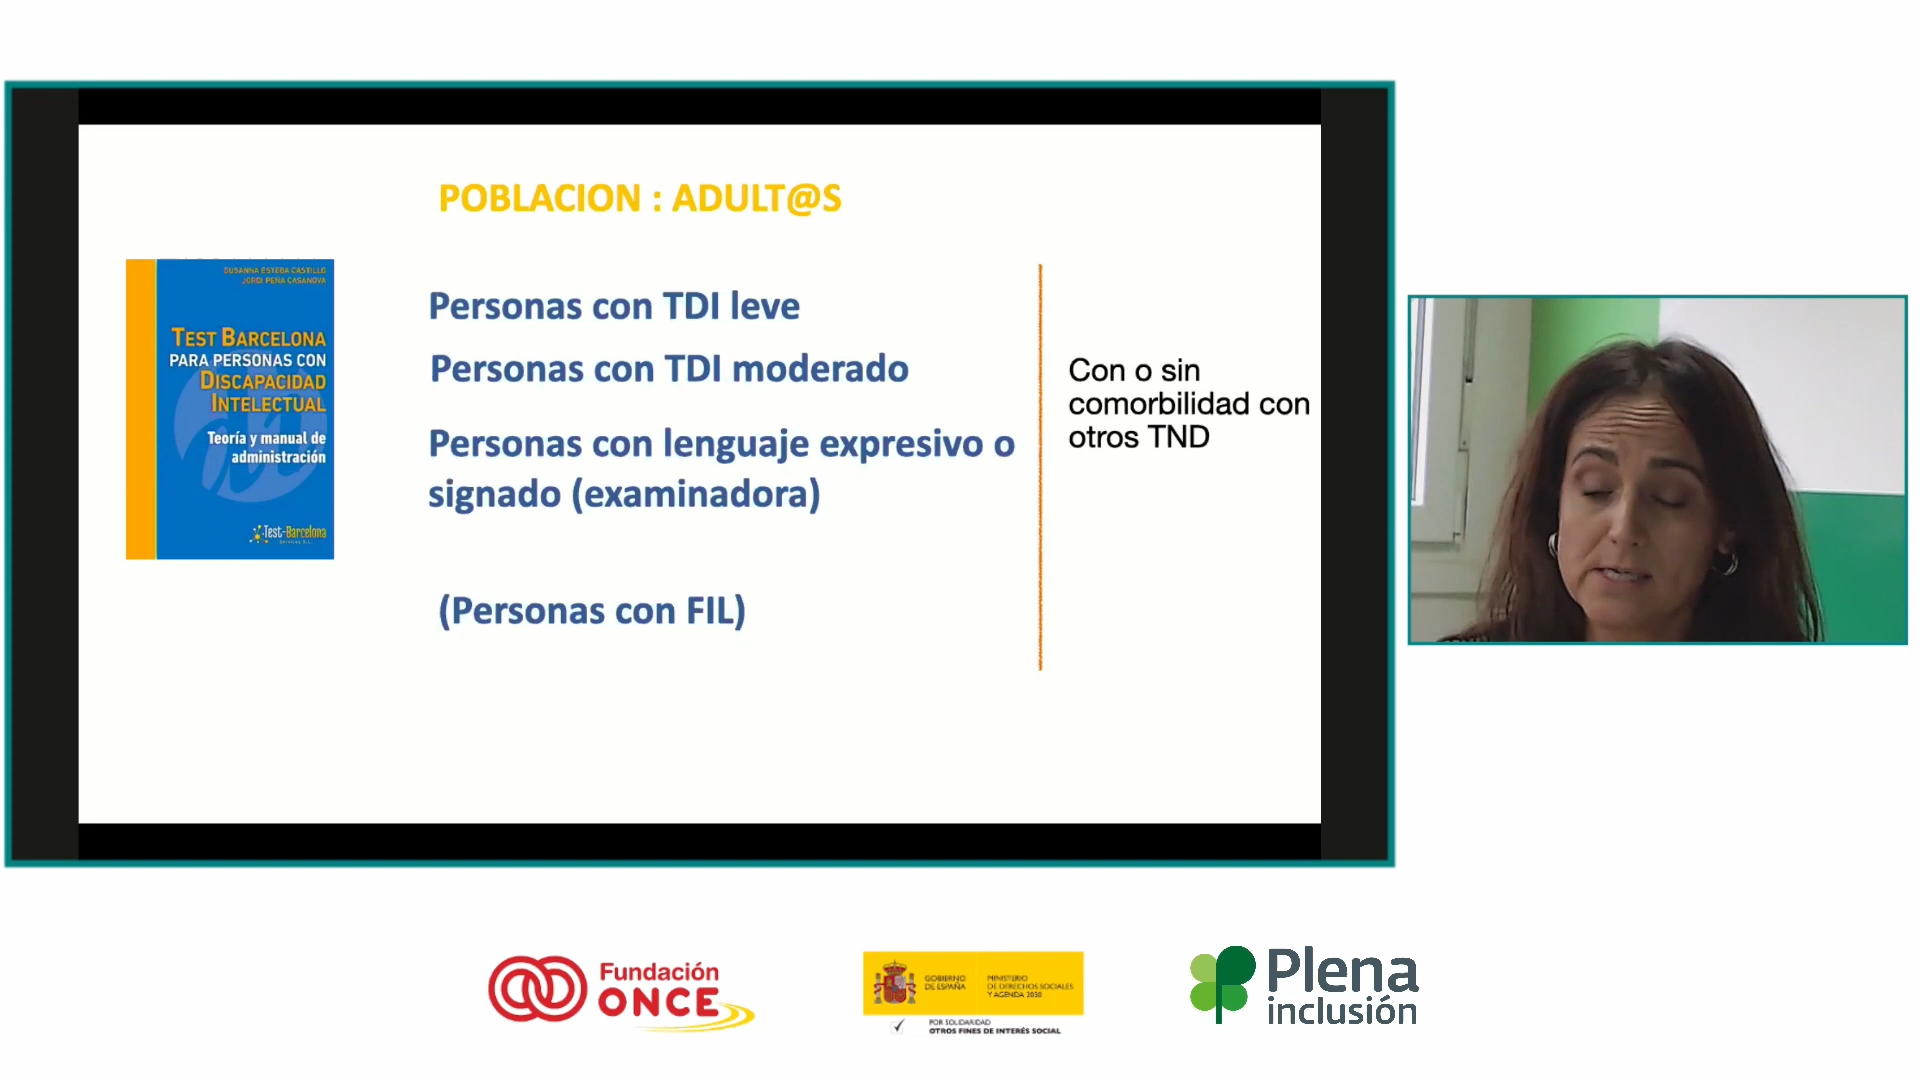 POBLACION : ADULT@S
SUSANNA ESTEBA CASTILLO
JORDI PEÑA CASANOVA
TEST BARCELONA
PARA PERSONAS CON
DISCAPACIDAD
INTELECTUAL
Teoría y manual de
administración
Test-Barcelona
Personas con TDI leve
Personas con TDI moderado
Personas con lenguaje expresivo o
signado (examinadora)
(Personas con FIL)
Con o sin
comorbilidad con
otros TND
Fundación
ONCE
GOBIERNO
DE ESPAÑA
MINISTERIO
DE DERECHOS SOCIALES
Y AGENDA 2030
POR SOLIDARIDAD
OTROS FINES DE INTERÉS SOCIAL
Plena
inclusión